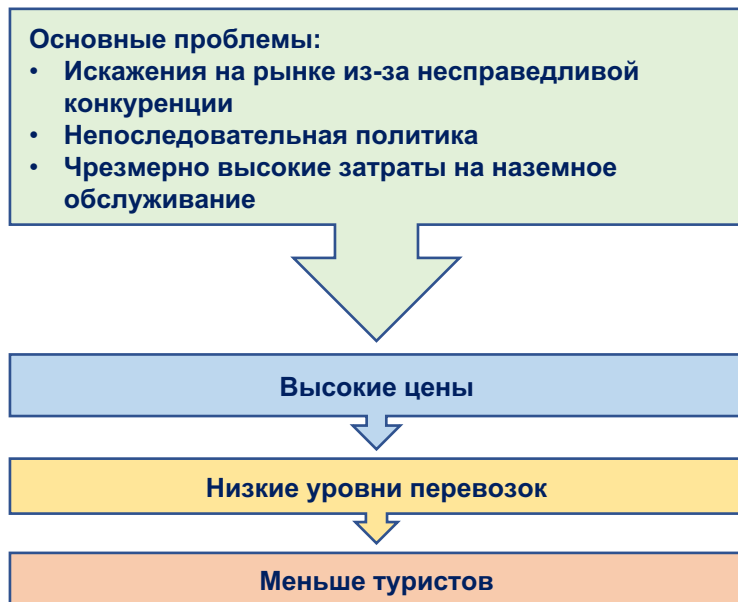 Основные проблемы:
• Искажения на рынке из-за несправедливой
конкуренции
• Непоследовательная политика
• Чрезмерно высокие затраты на наземное
обслуживание
Высокие цены
Низкие уровни перевозок
Меньше туристов